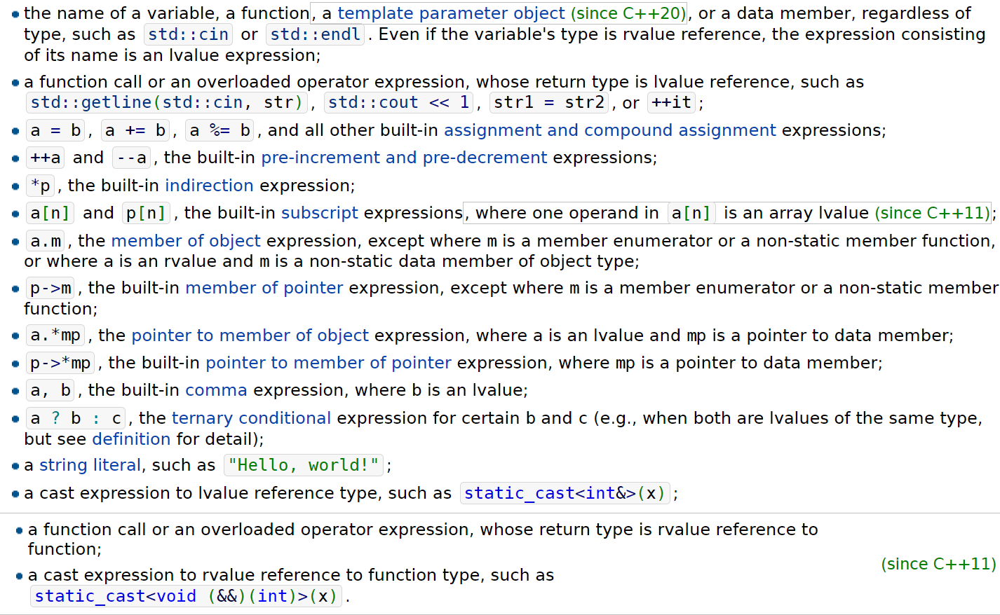 the name of a variable, a function, a template parameter object (since C++20), or a data member, regardless of
type, such as std::cin or std::endl. Even if the variable's type is rvalue reference, the expression consisting
of its name is an lvalue expression;
a function call or an overloaded operator expression, whose return type is lvalue reference, such as
std::getline(std::cin, str), std::cout << 1, str1 = str2, or ++it;
a = b, a += b, a %= b, and all other built-in assignment and compound assignment expressions;
++a and --a, the built-in pre-increment and pre-decrement expressions;
*p, the built-in indirection expression;
a[n] and p[n], the built-in subscript expressions, where one operand in a[n] is an array lvalue (since C++11);
a.m, the member of object expression, except where m is a member enumerator or a non-static member function,
or where a is an rvalue and m is a non-static data member of object type;
p->m, the built-in member of pointer expression, except where m is a member enumerator or a non-static member
function;
a.*mp, the pointer to member of object expression, where a is an lvalue and mp is a pointer to data member;
p->*mp, the built-in pointer to member of pointer expression, where mp is a pointer to data member;
a, b, the built-in comma expression, where b is an lvalue;
a ? b : c, the ternary conditional expression for certain b and c (e.g., when both are lvalues of the same type,
but see definition for detail);
a string literal, such as "Hello, world!";
a cast expression to lvalue reference type, such as static_cast<int&>(x);
a function call or an overloaded operator expression, whose return type is rvalue reference to
function;
(since C++11)
a cast expression to rvalue reference to function type, such as
static_cast<void (&&)(int)>(x).